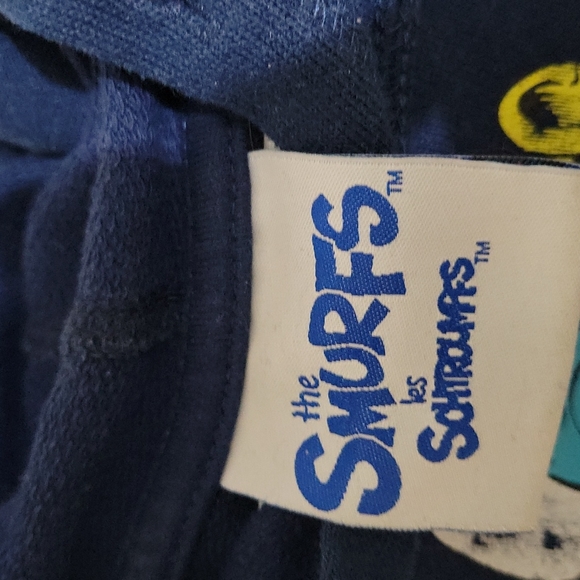 the
SMURFS™
les
SCHTROUMPFS™